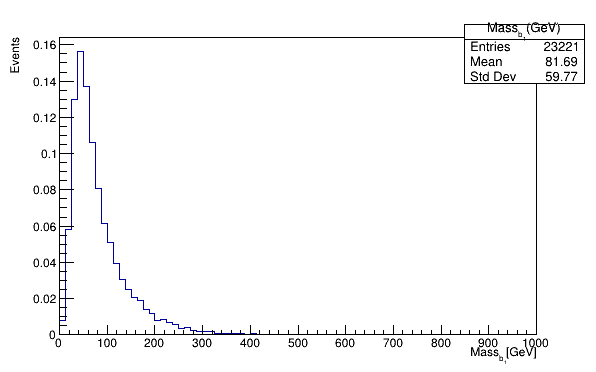 Mass_b_1(GeV)
Entries 23221
Mean 81.69
Std Dev 59.77
Events
0.16
0.14
0.12
0.1
0.08
0.06
0.04
0.02
0
0 100 200 300 400 500 600 700 800 900 1000
Mass_b_1[GeV]